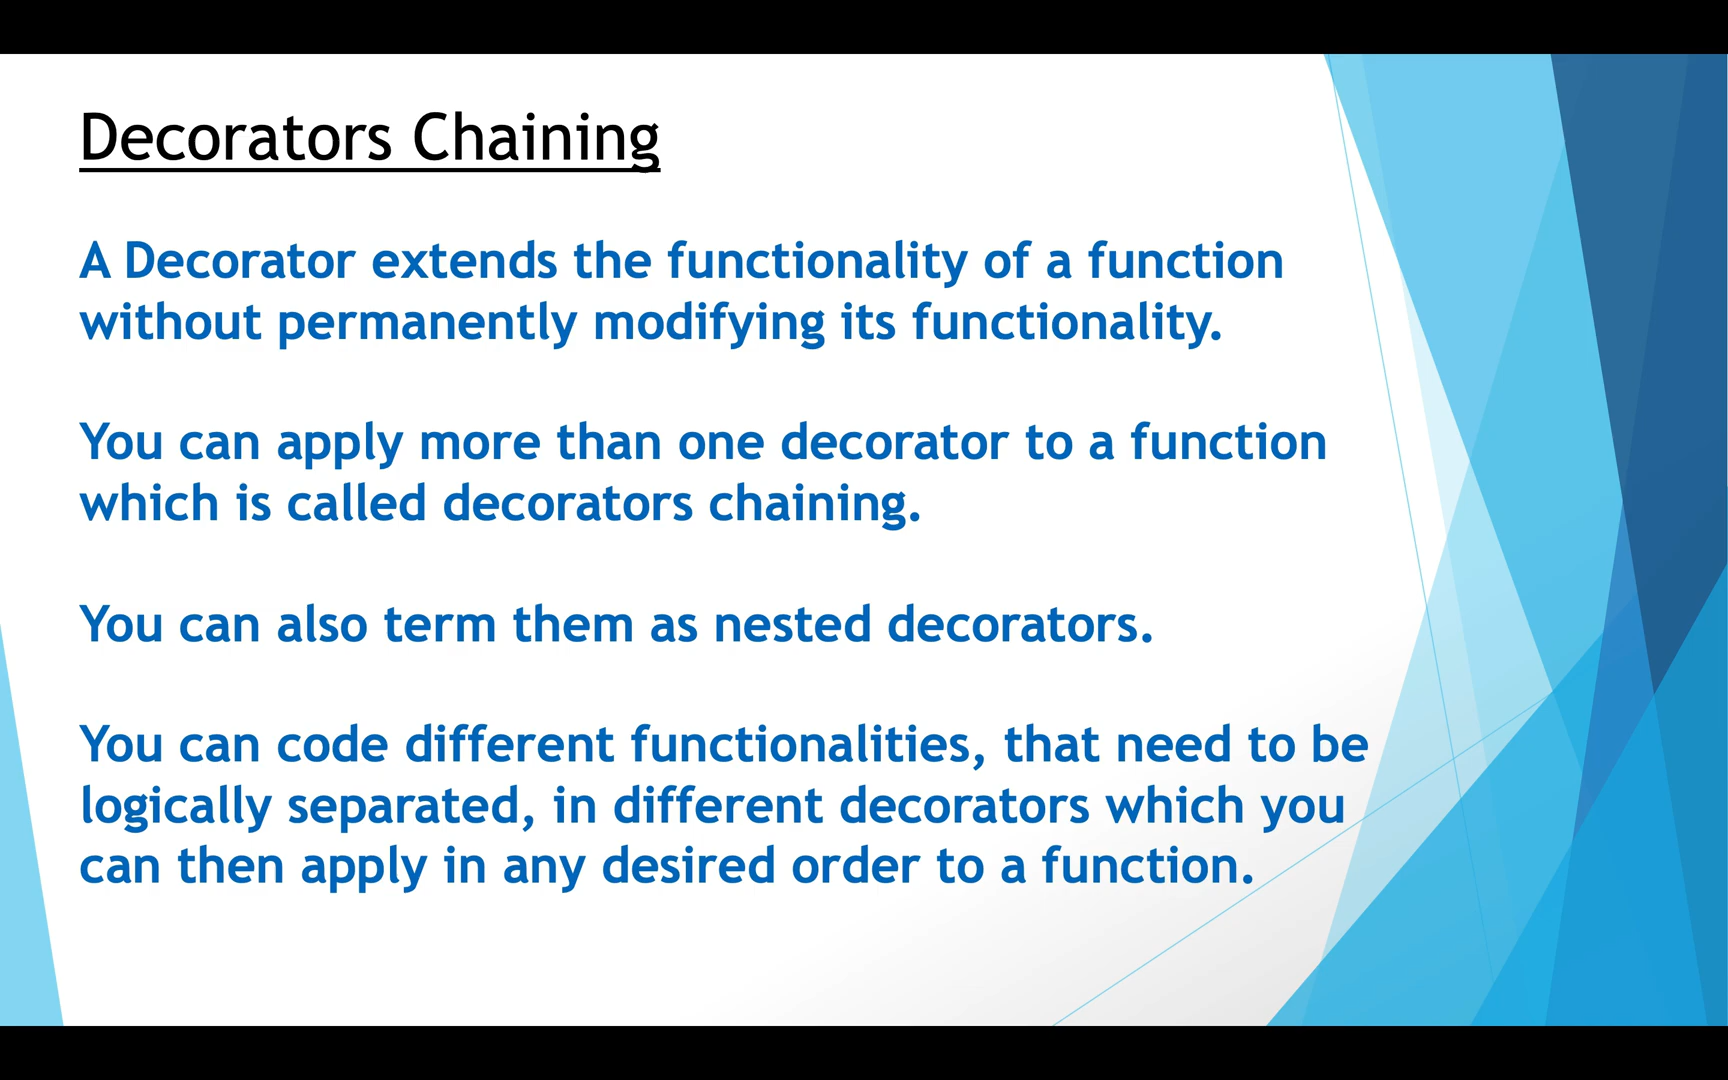 Decorators Chaining
A Decorator extends the functionality of a function
without permanently modifying its functionality.
You can apply more than one decorator to a function
which is called decorators chaining.
You can also term them as nested decorators.
You can code different functionalities, that need to be
logically separated, in different decorators which you
can then apply in any desired order to a function.